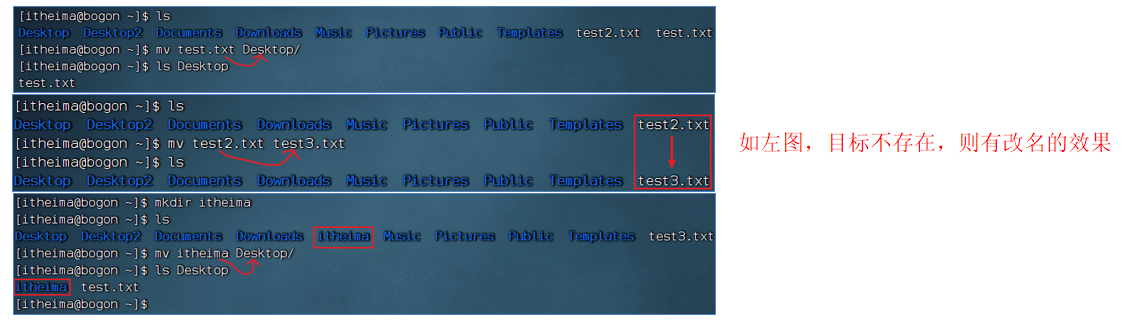 [itheima@bogon ~]$ ls
Desktop Desktop2 Documents Downloads Music Pictures Public Templates test2.txt test.txt
[itheima@bogon ~]$ mv test.txt Desktop/
[itheima@bogon ~]$ ls Desktop
test.txt
[itheima@bogon ~]$ ls
Desktop Desktop2 Documents Downloads Music Pictures Public Templates test2.txt
[itheima@bogon ~]$ mv test2.txt test3.txt
[itheima@bogon ~]$ ls
Desktop Desktop2 Documents Downloads Music Pictures Public Templates test3.txt
如左图，目标不存在，则有改名的效果
[itheima@bogon ~]$ mkdir itheima
[itheima@bogon ~]$ ls
Desktop Desktop2 Documents Downloads itheima Music Pictures Public Templates test3.txt
[itheima@bogon ~]$ mv itheima Desktop/
[itheima@bogon ~]$ ls Desktop
itheima test.txt
[itheima@bogon ~]$